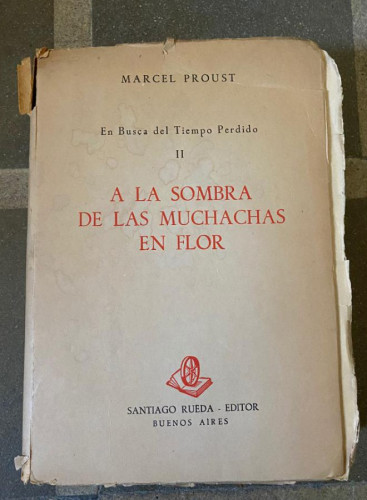 MARCEL PROUST
En Busca del Tiempo Perdido
II
A LA SOMBRA
DE LAS MUCHACHAS
EN FLOR
SANTIAGO RUEDA - EDITOR
BUENOS AIRES